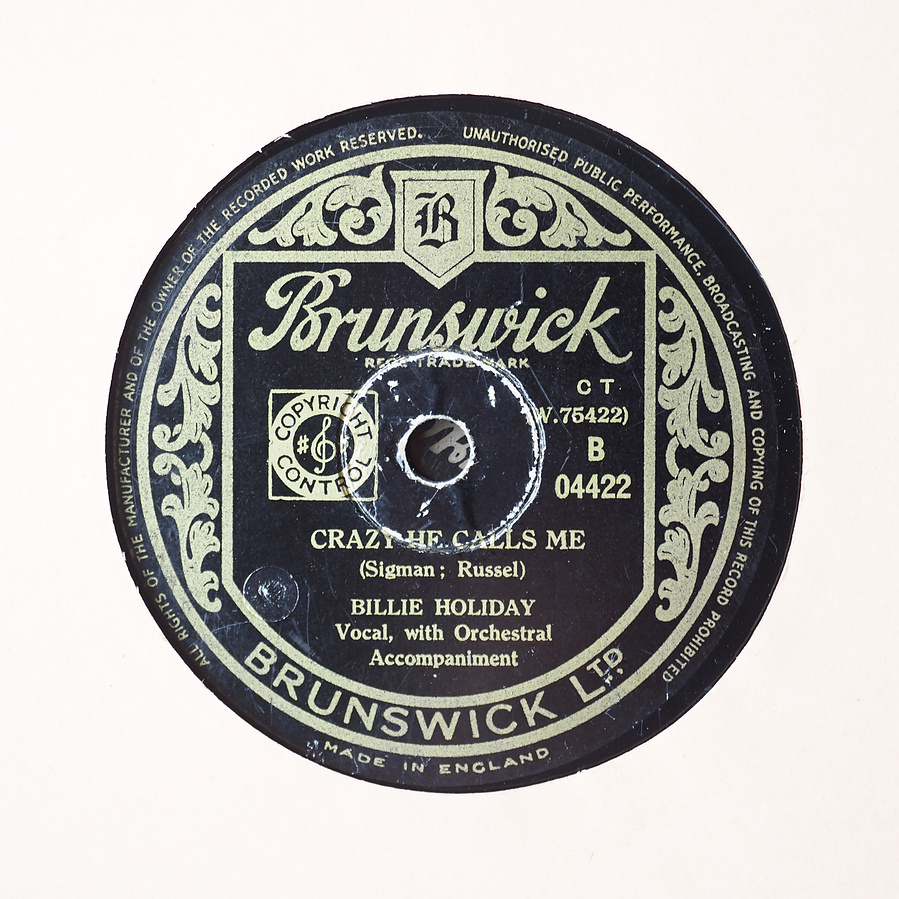 ALL RIGHTS OF THE MANUFACTURER AND OF THE OWNER OF THE RECORDED WORK RESERVED. UNAUTHORISED PUBLIC PERFORMANCE, BROADCASTING AND COPYING OF THIS RECORD PROHIBITED
B
Brunswick
REGD TRADE MARK
COPYRIGHT
CONTROL
C T
V.75422)
B
04422
CRAZY HE CALLS ME
(Sigman ; Russel)
BILLIE HOLIDAY
Vocal, with Orchestral
Accompaniment
BRUNSWICK LTD.
MADE IN ENGLAND